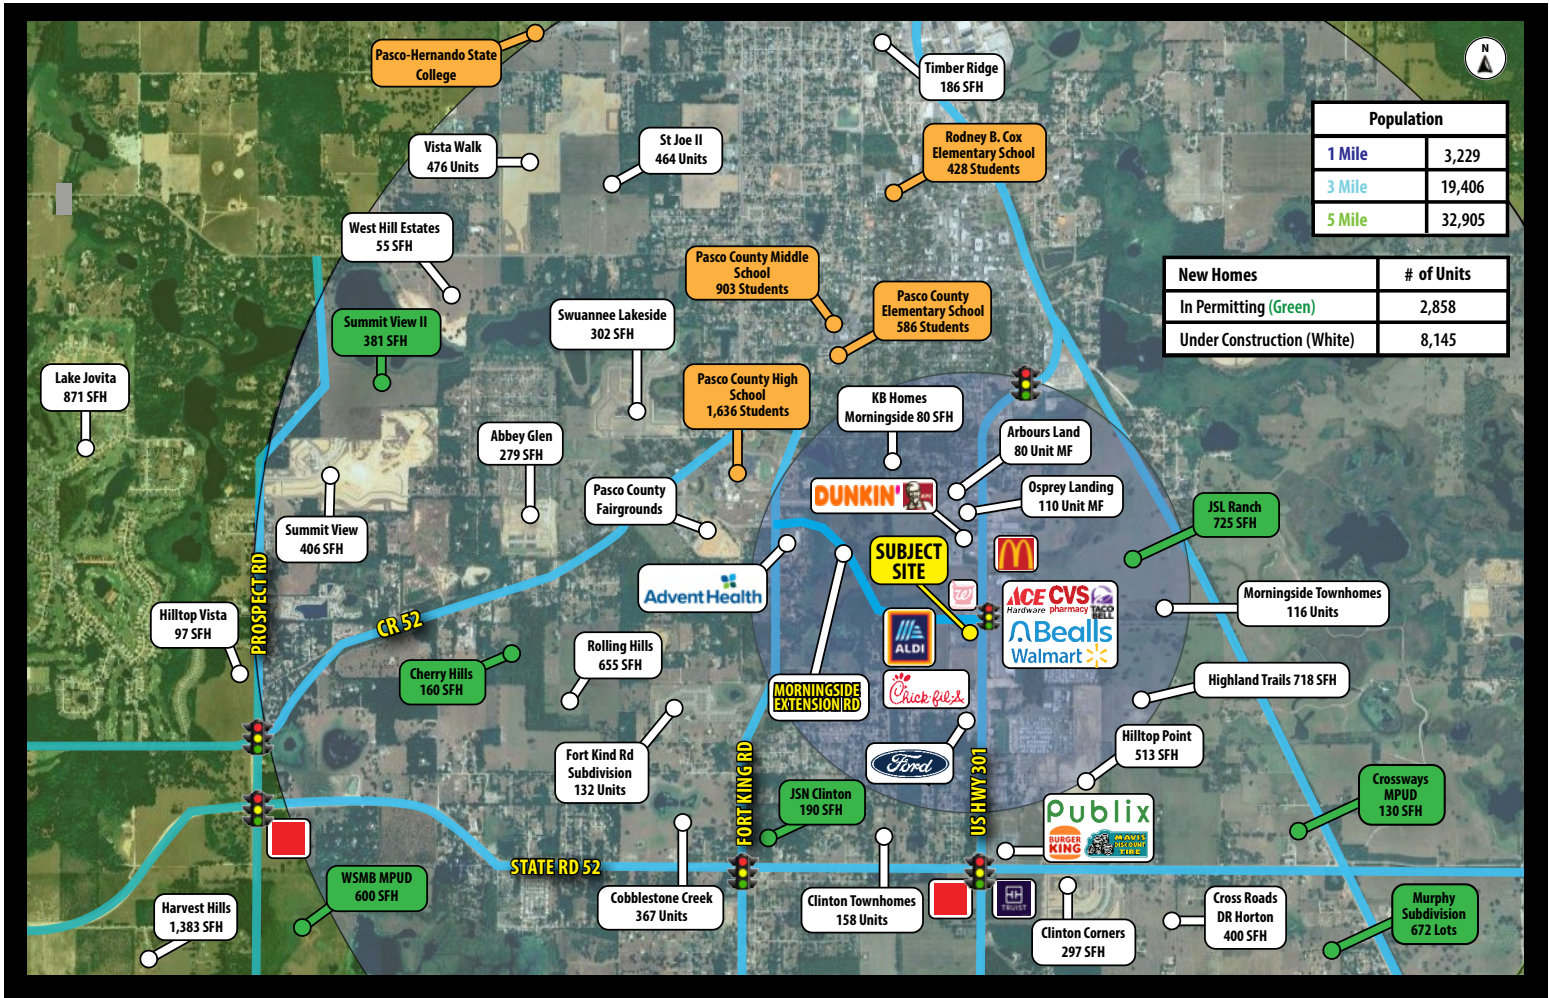 Pasco-Hernando State
College
Timber Ridge
186 SFH
N
Population
1 Mile 3,229
3 Mile 19,406
5 Mile 32,905
Vista Walk
476 Units
St Joe II
464 Units
Rodney B. Cox
Elementary School
428 Students
West Hill Estates
55 SFH
Pasco County Middle
School
903 Students
New Homes # of Units
In Permitting (Green) 2,858
Under Construction (White) 8,145
Summit View II
381 SFH
Swuannee Lakeside
302 SFH
Pasco County
Elementary School
586 Students
Lake Jovita
871 SFH
Pasco County High
School
1,636 Students
KB Homes
Morningside 80 SFH
Abbey Glen
279 SFH
Arbours Land
80 Unit MF
Pasco County
Fairgrounds
DUNKIN'
KFC
Osprey Landing
110 Unit MF
JSL Ranch
725 SFH
Summit View
406 SFH
PROSPECT RD
SUBJECT
SITE
M
AdventHealth
W
ACE
Hardware
CVS
pharmacy
TACO
BELL
Bealls
Walmart
Morningside Townhomes
116 Units
Hilltop Vista
97 SFH
CR 52
ALDI
Rolling Hills
655 SFH
Cherry Hills
160 SFH
MORNINGSIDE
EXTENSION RD
Chick-fil-A
Highland Trails 718 SFH
Fort Kind Rd
Subdivision
132 Units
FORT KING RD
Ford
US HWY 301
Hilltop Point
513 SFH
JSN Clinton
190 SFH
Publix
BURGER
KING
MAVIS
DISCOUNT
TIRE
Crossways
MPUD
130 SFH
STATE RD 52
WSMB MPUD
600 SFH
Harvest Hills
1,383 SFH
Cobblestone Creek
367 Units
Clinton Townhomes
158 Units
TRUIST
Clinton Corners
297 SFH
Cross Roads
DR Horton
400 SFH
Murphy
Subdivision
672 Lots